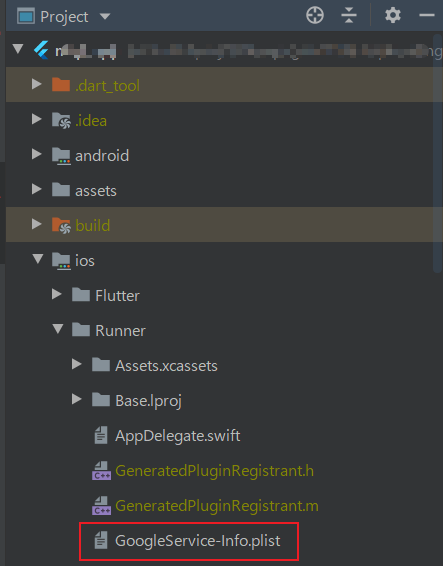 Project
.dart_tool
.idea
android
assets
build
ios
Flutter
Runner
Assets.xcassets
Base.lproj
AppDelegate.swift
GeneratedPluginRegistrant.h
GeneratedPluginRegistrant.m
GoogleService-Info.plist